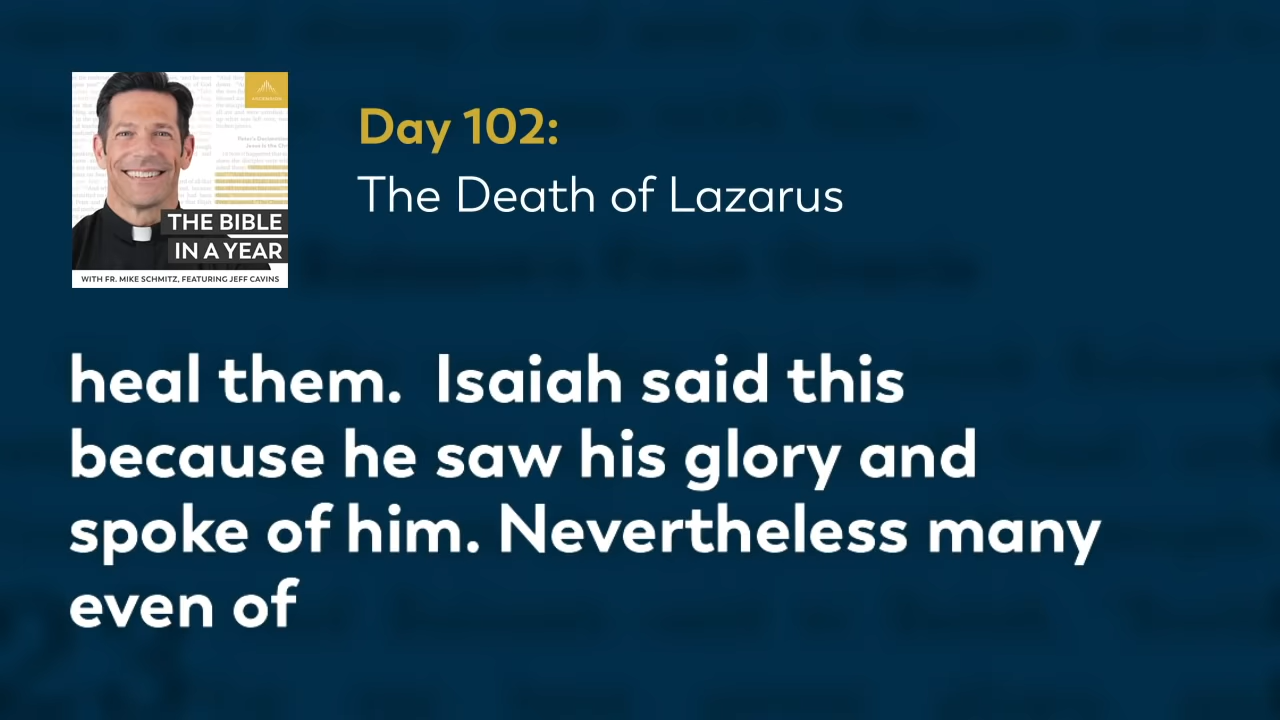 Day 102:
The Death of Lazarus
THE BIBLE
IN A YEAR
WITH FR. MIKE SCHMITZ, FEATURING JEFF CAVINS
heal them.  Isaiah said this
because he saw his glory and
spoke of him. Nevertheless many
even of